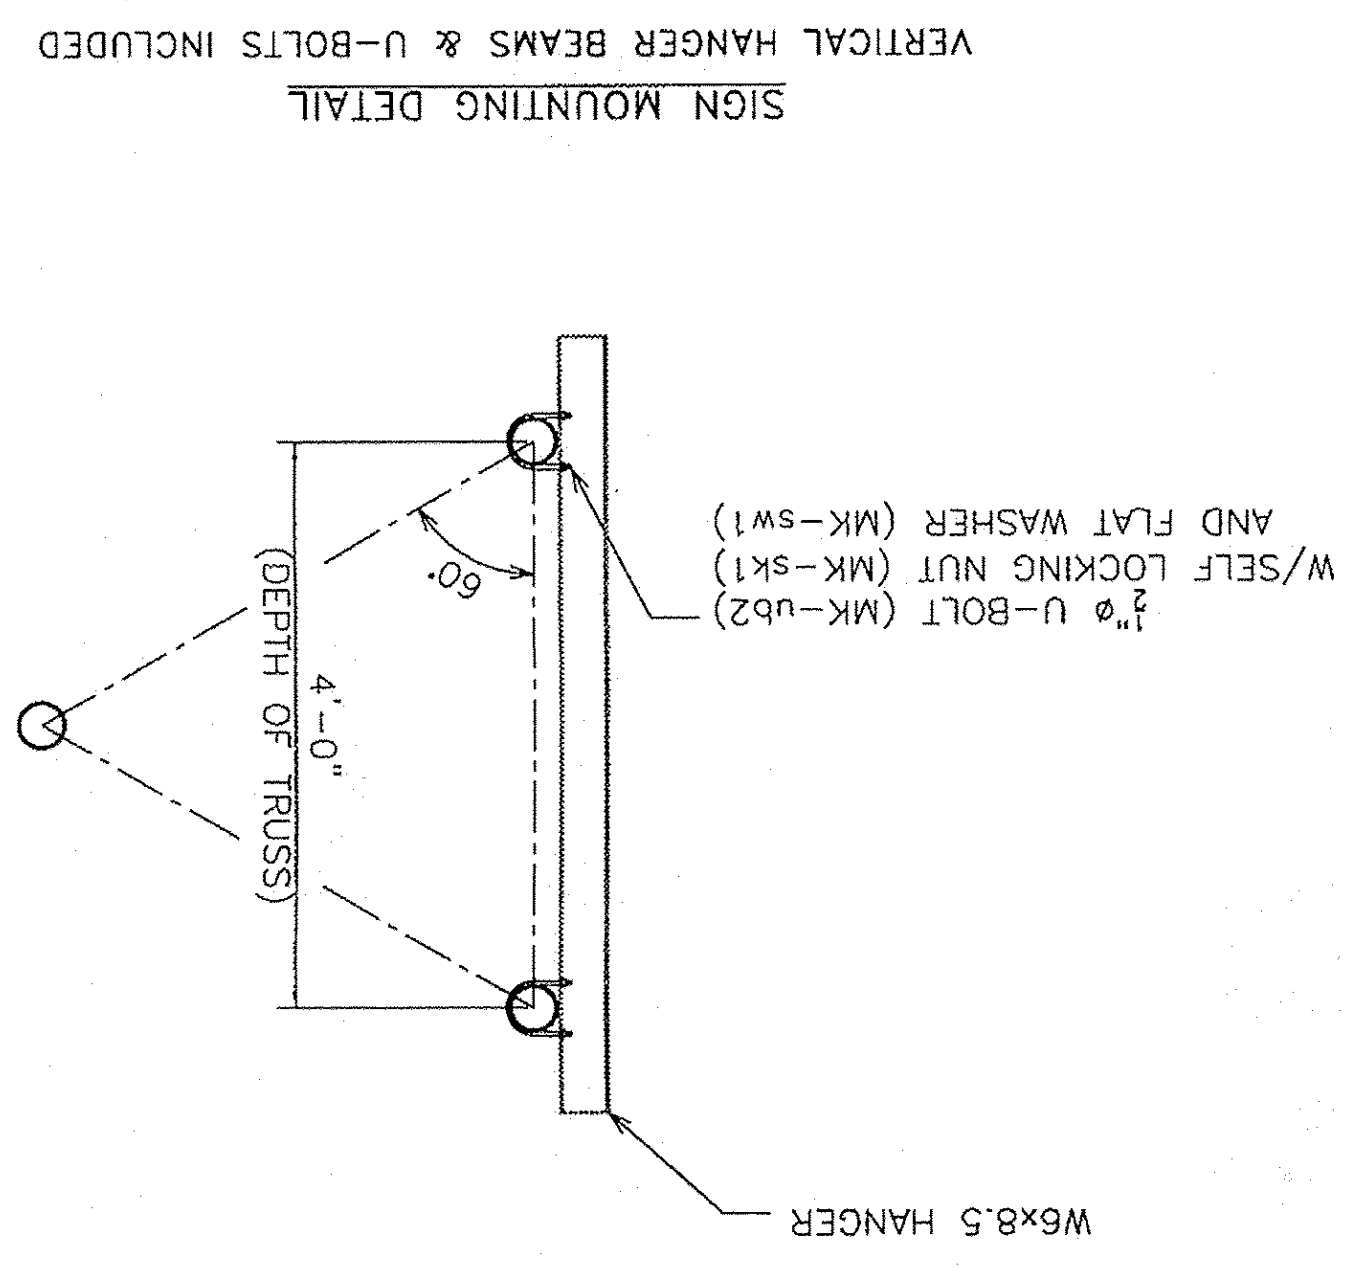 W6x8.5 HANGER
1/2"ø U-BOLT (MK-ub2)
W/SELF LOCKING NUT (MK-sk1)
AND FLAT WASHER (MK-sw1)
4'-0"
(DEPTH OF TRUSS)
60°
SIGN MOUNTING DETAIL
VERTICAL HANGER BEAMS & U-BOLTS INCLUDED